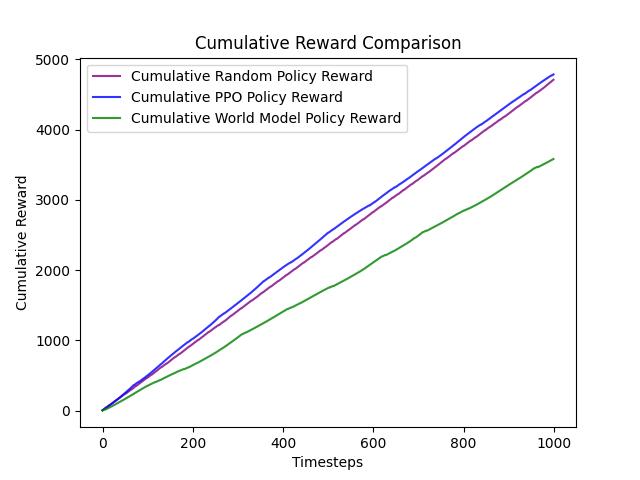 Cumulative Reward Comparison
Cumulative Reward
5000
4000
3000
2000
1000
0
Cumulative Random Policy Reward
Cumulative PPO Policy Reward
Cumulative World Model Policy Reward
0 200 400 600 800 1000
Timesteps